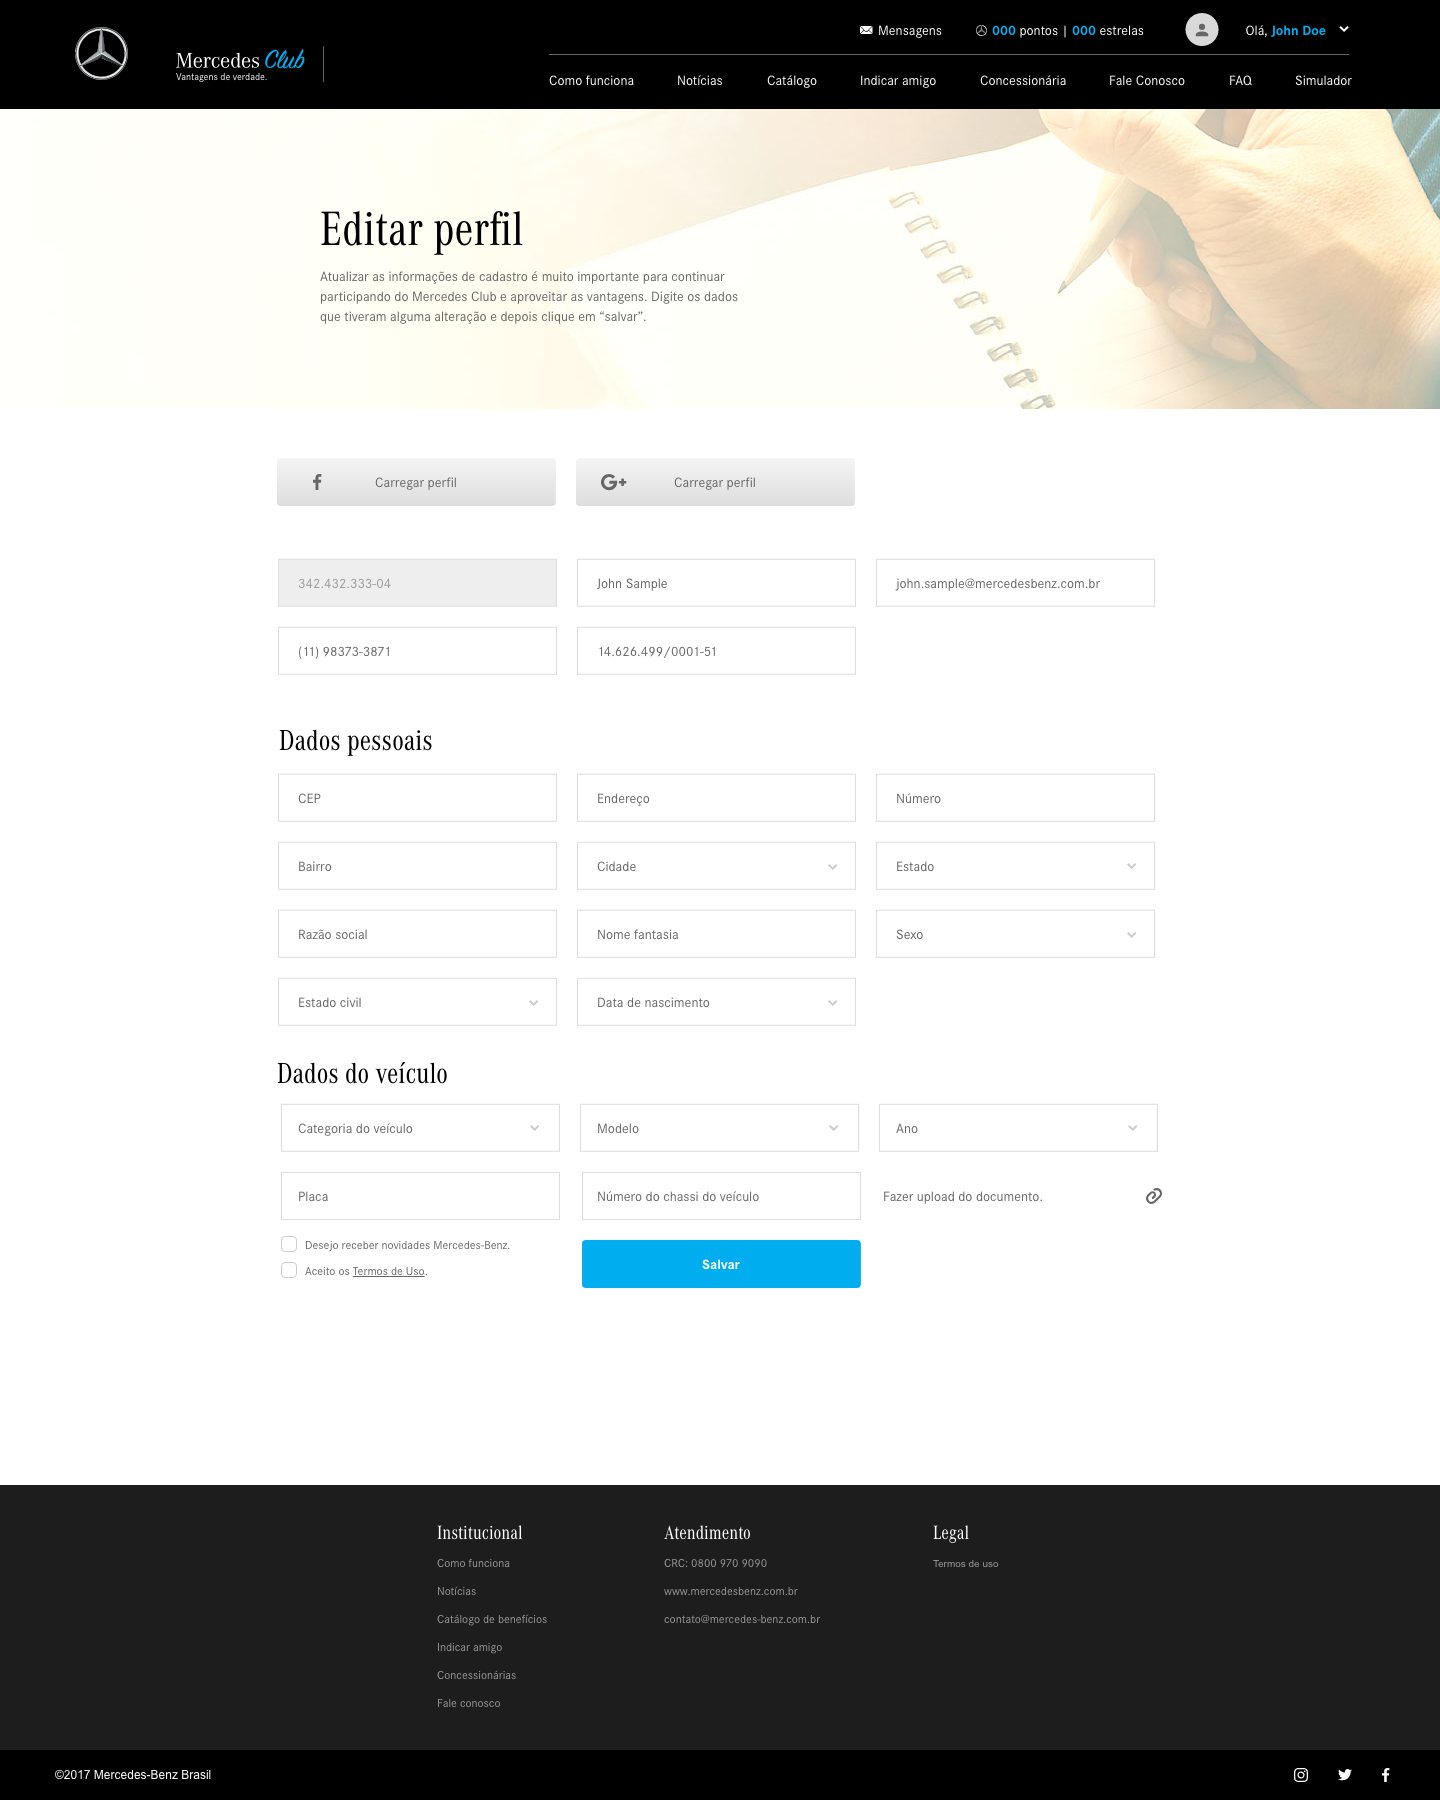 Mensagens
000 pontos | 000 estrelas
Olá, John Doe
Mercedes Club
Vantagens de verdade.
Como funciona
Notícias
Catálogo
Indicar amigo
Concessionária
Fale Conosco
FAQ
Simulador
Editar perfil
Atualizar as informações de cadastro é muito importante para continuar
participando do Mercedes Club e aproveitar as vantagens. Digite os dados
que tiveram alguma alteração e depois clique em “salvar”.
Carregar perfil
G+
Carregar perfil
342.432.333-04
John Sample
john.sample@mercedesbenz.com.br
(11) 98373-3871
14.626.499/0001-51
Dados pessoais
CEP
Endereço
Número
Bairro
Cidade
Estado
Razão social
Nome fantasia
Sexo
Estado civil
Data de nascimento
Dados do veículo
Categoria do veículo
Modelo
Ano
Placa
Número do chassi do veículo
Fazer upload do documento.
Desejo receber novidades Mercedes-Benz.
Aceito os Termos de Uso.
Salvar
Institucional
Como funciona
Notícias
Catálogo de benefícios
Indicar amigo
Concessionárias
Fale conosco
Atendimento
CRC: 0800 970 9090
www.mercedesbenz.com.br
contato@mercedes-benz.com.br
Legal
Termos de uso
©2017 Mercedes-Benz Brasil